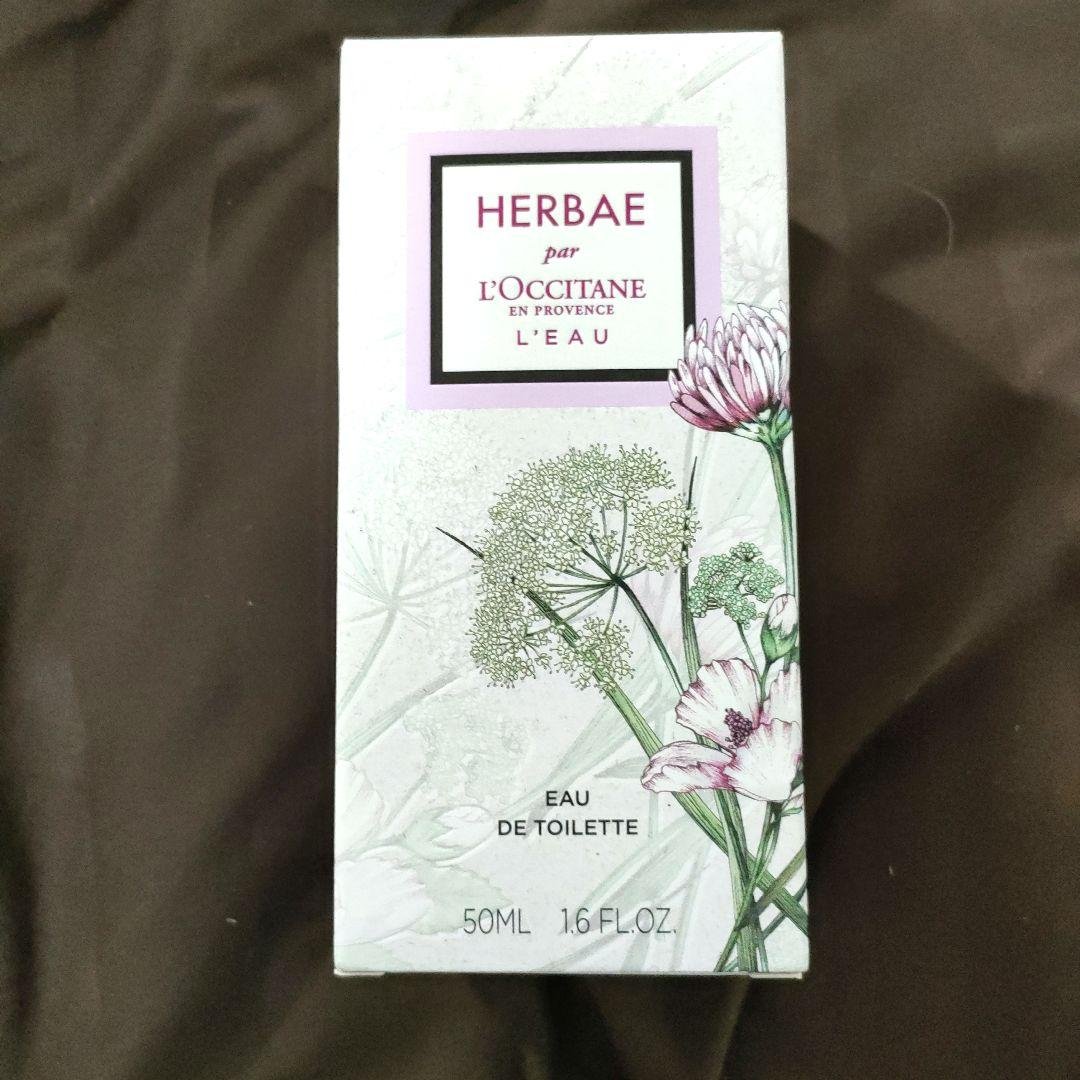 HERBAE
par
L'OCCITANE
EN PROVENCE
L'EAU
EAU
DE TOILETTE
50ML 1.6 FL.OZ.